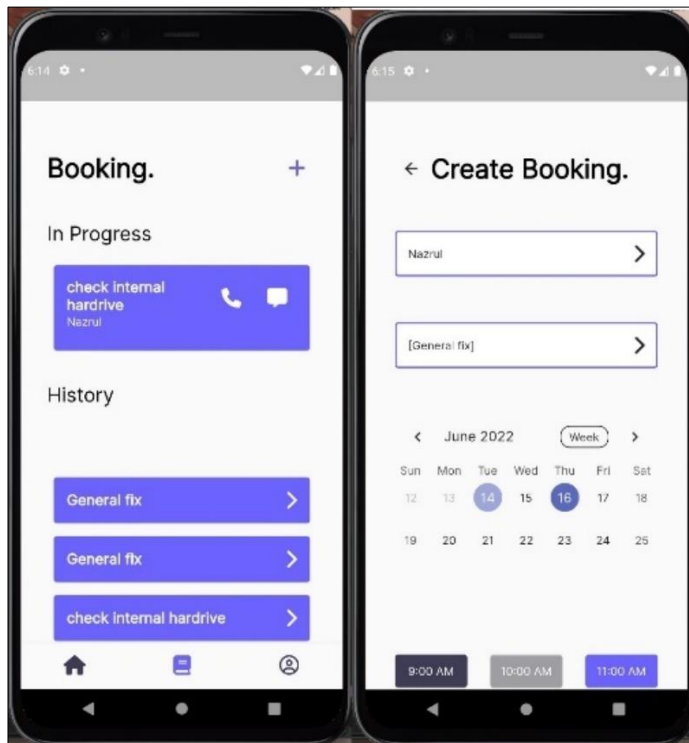 6:14
Booking.
+
In Progress
check internal
hardrive
Nazrul
History
General fix
General fix
check internal hardrive
6:15
Create Booking.
Nazrul
[General fix]
June 2022
Week
Sun Mon Tue Wed Thu Fri Sat
12 13 14 15 16 17 18
19 20 21 22 23 24 25
9:00 AM 10:00 AM 11:00 AM